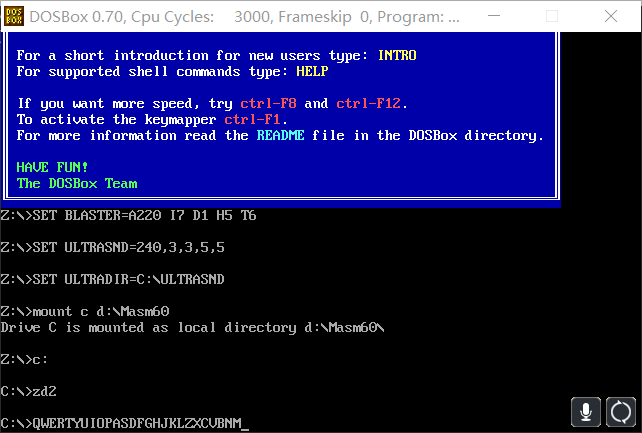 DOSBox 0.70, Cpu Cycles: 3000, Frameskip 0, Program: ...
For a short introduction for new users type: INTRO
For supported shell commands type: HELP
If you want more speed, try ctrl-F8 and ctrl-F12.
To activate the keymapper ctrl-F1.
For more information read the README file in the DOSBox directory.
HAVE FUN!
The DOSBox Team
Z:\>SET BLASTER=A220 I7 D1 H5 T6
Z:\>SET ULTRASND=240,3,3,5,5
Z:\>SET ULTRADIR=C:\ULTRASND
Z:\>mount c d:\Masm60
Drive C is mounted as local directory d:\Masm60\
Z:\>c:
C:\>zd2
C:\>QWERTYUIOPASDFGHJKLZXCVBNM_